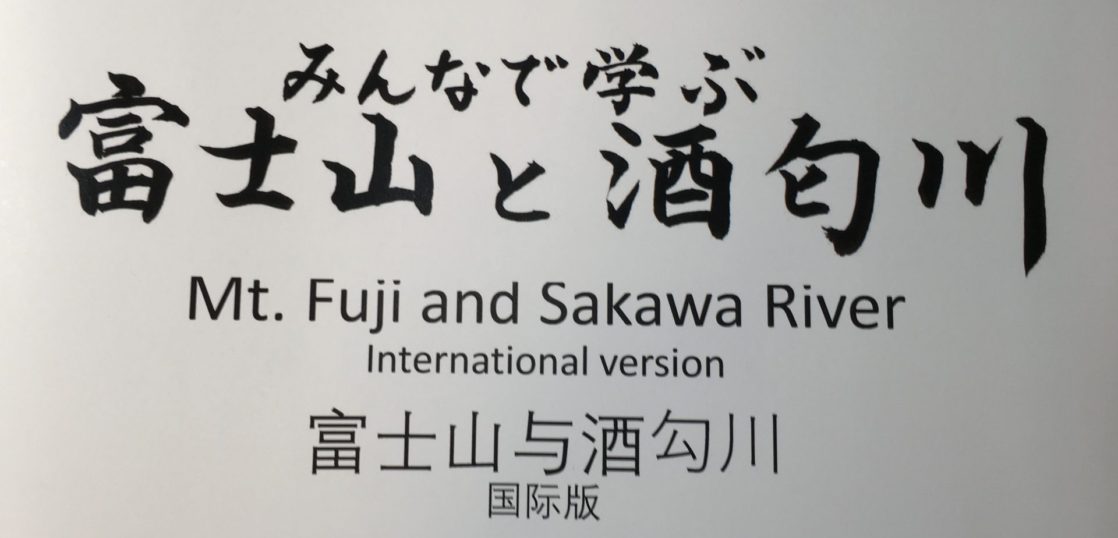 みんなで学ぶ
富士山と酒匂川
Mt. Fuji and Sakawa River
International version
富士山与酒勾川
国际版